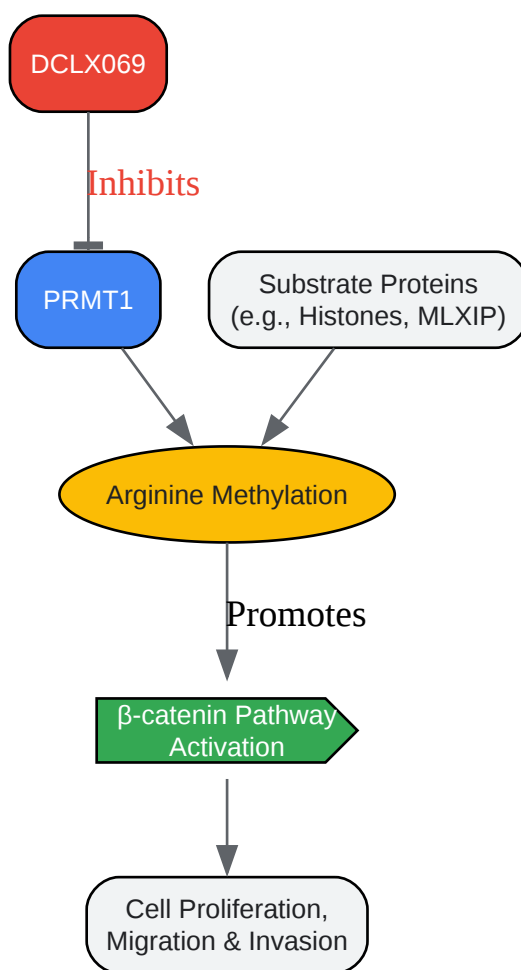 DCLX069
Inhibits
PRMT1
Substrate Proteins
(e.g., Histones, MLXIP)
Arginine Methylation
Promotes
β-catenin Pathway
Activation
Cell Proliferation,
Migration & Invasion